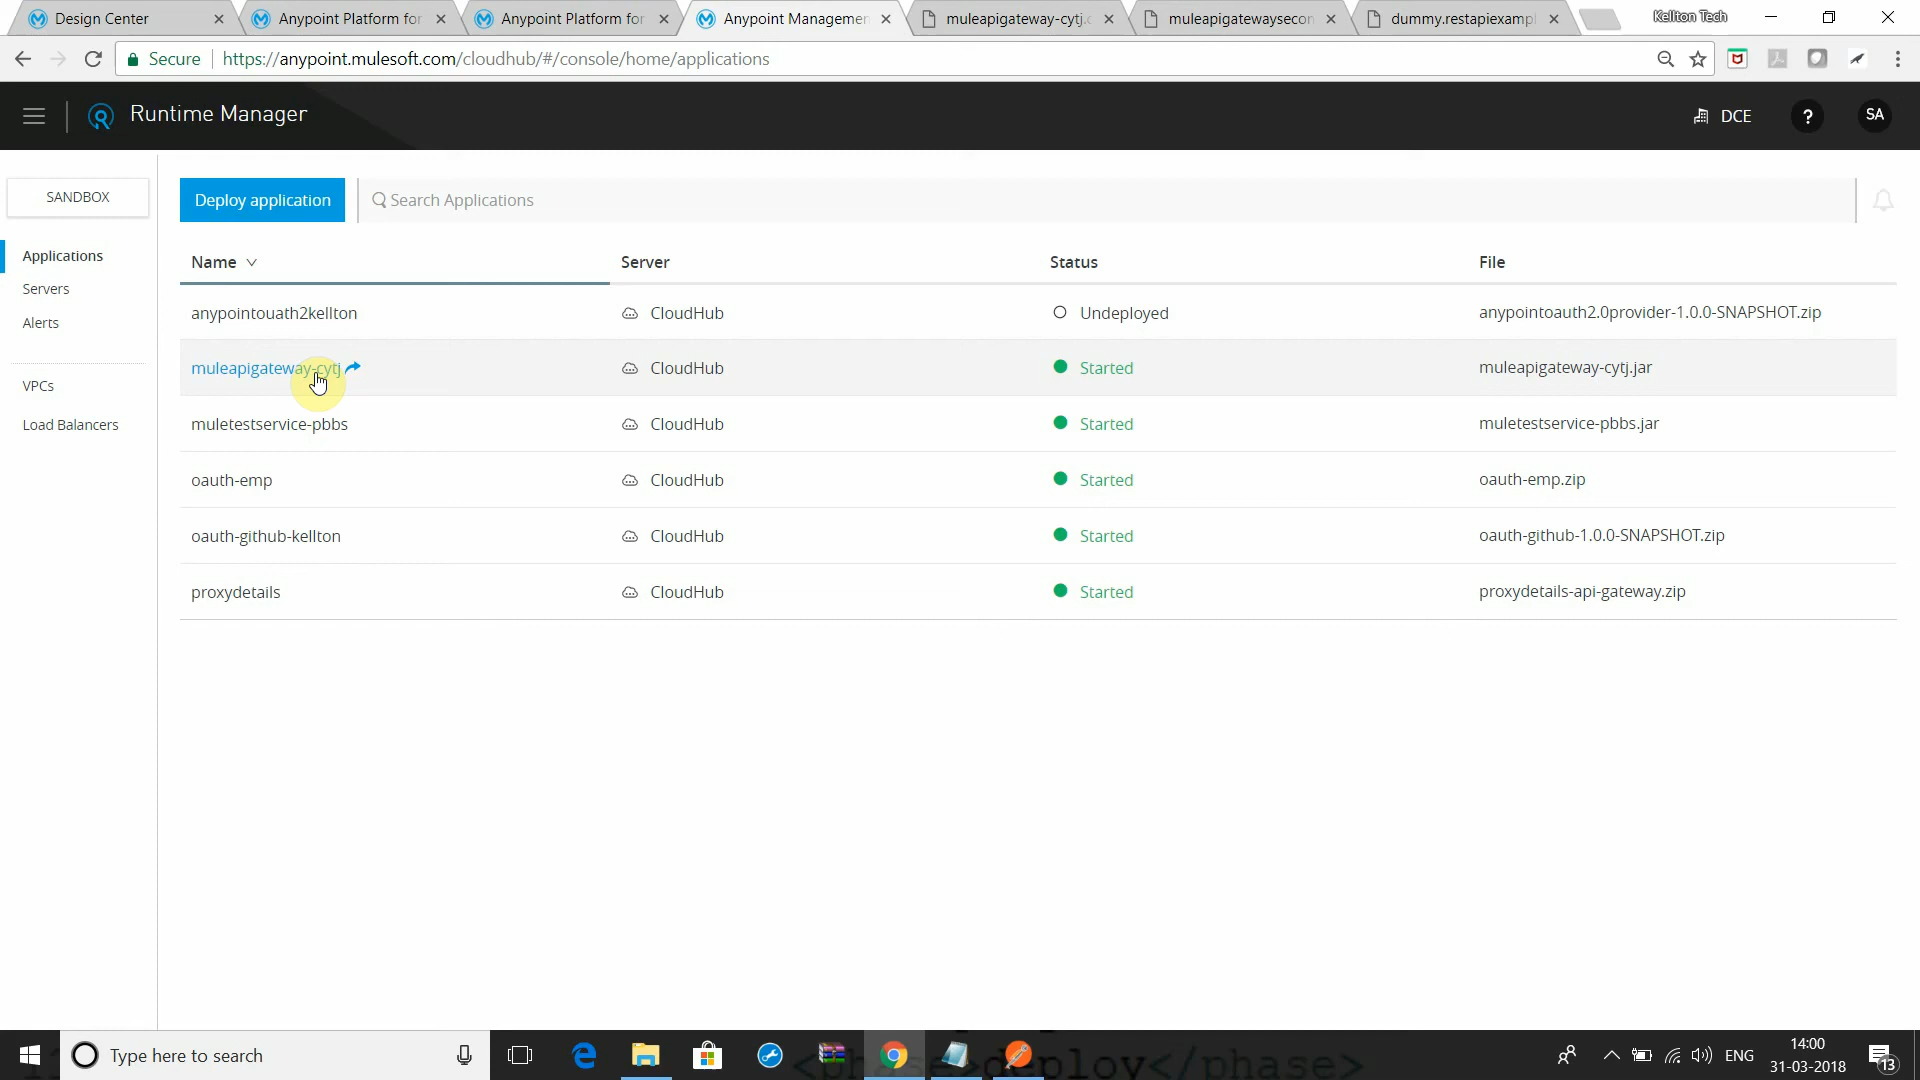 Design Center
Anypoint Platform for
Anypoint Platform for
Anypoint Managemen
muleapigateway-cytj.c
muleapigatewaysecon
dummy.restapiexampl
Kellton Tech
Secure
https://anypoint.mulesoft.com/cloudhub/#/console/home/applications
Runtime Manager
DCE
?
SA
SANDBOX
Applications
Servers
Alerts
VPCs
Load Balancers
Deploy application
Search Applications
Name Server Status File
anypointouath2kellton CloudHub Undeployed anypointoauth2.0provider-1.0.0-SNAPSHOT.zip
muleapigateway-cytj CloudHub Started muleapigateway-cytj.jar
muletestservice-pbbs CloudHub Started muletestservice-pbbs.jar
oauth-emp CloudHub Started oauth-emp.zip
oauth-github-kellton CloudHub Started oauth-github-1.0.0-SNAPSHOT.zip
proxydetails CloudHub Started proxydetails-api-gateway.zip
Type here to search
<phase>deploy</phase>
ENG
14:00
31-03-2018
13